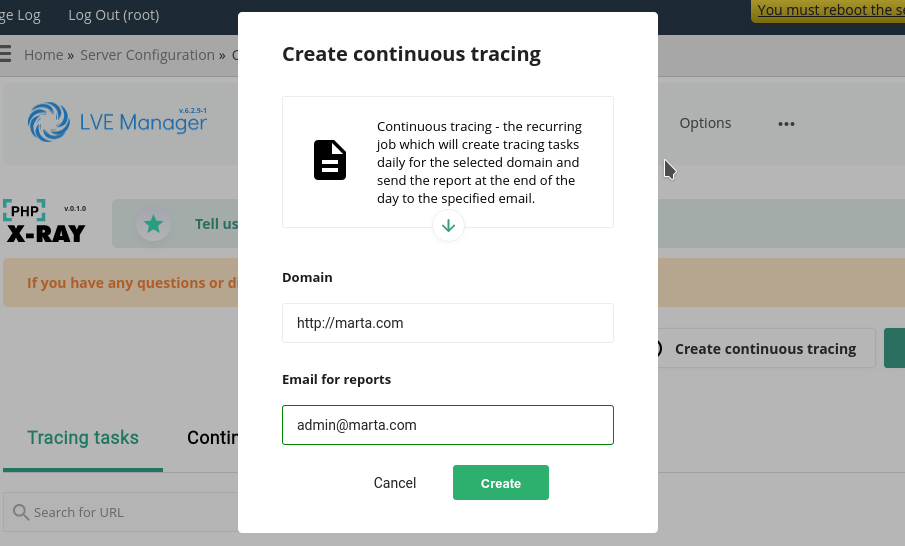 ge Log Log Out (root)
You must reboot the se
Home » Server Configuration » C
LVE Manager v.6.2.9-1
Options
PHP X-RAY v.0.1.0
Tell us
If you have any questions or d
Create continuous tracing
Tracing tasks Contin
Search for URL
Create continuous tracing
Continuous tracing - the recurring
job which will create tracing tasks
daily for the selected domain and
send the report at the end of the
day to the specified email.
Domain
http://marta.com
Email for reports
admin@marta.com
Cancel Create